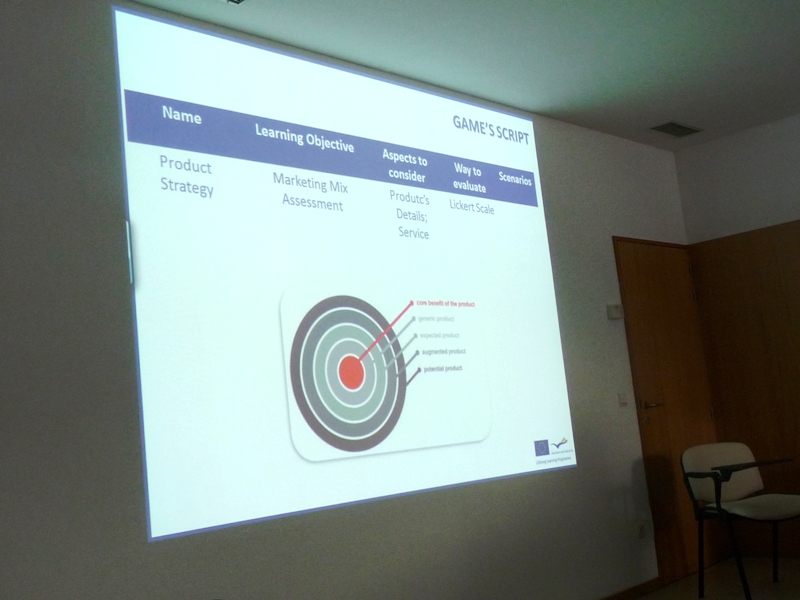 GAME'S SCRIPT
Name
Learning Objective
Aspects to
consider
Way to
evaluate
Scenarios
Product
Strategy
Marketing Mix
Assessment
Produtc's
Details;
Service
Lickert Scale
core benefit of the product
generic product
expected product
augmented product
potential product
Lifelong Learning Programme